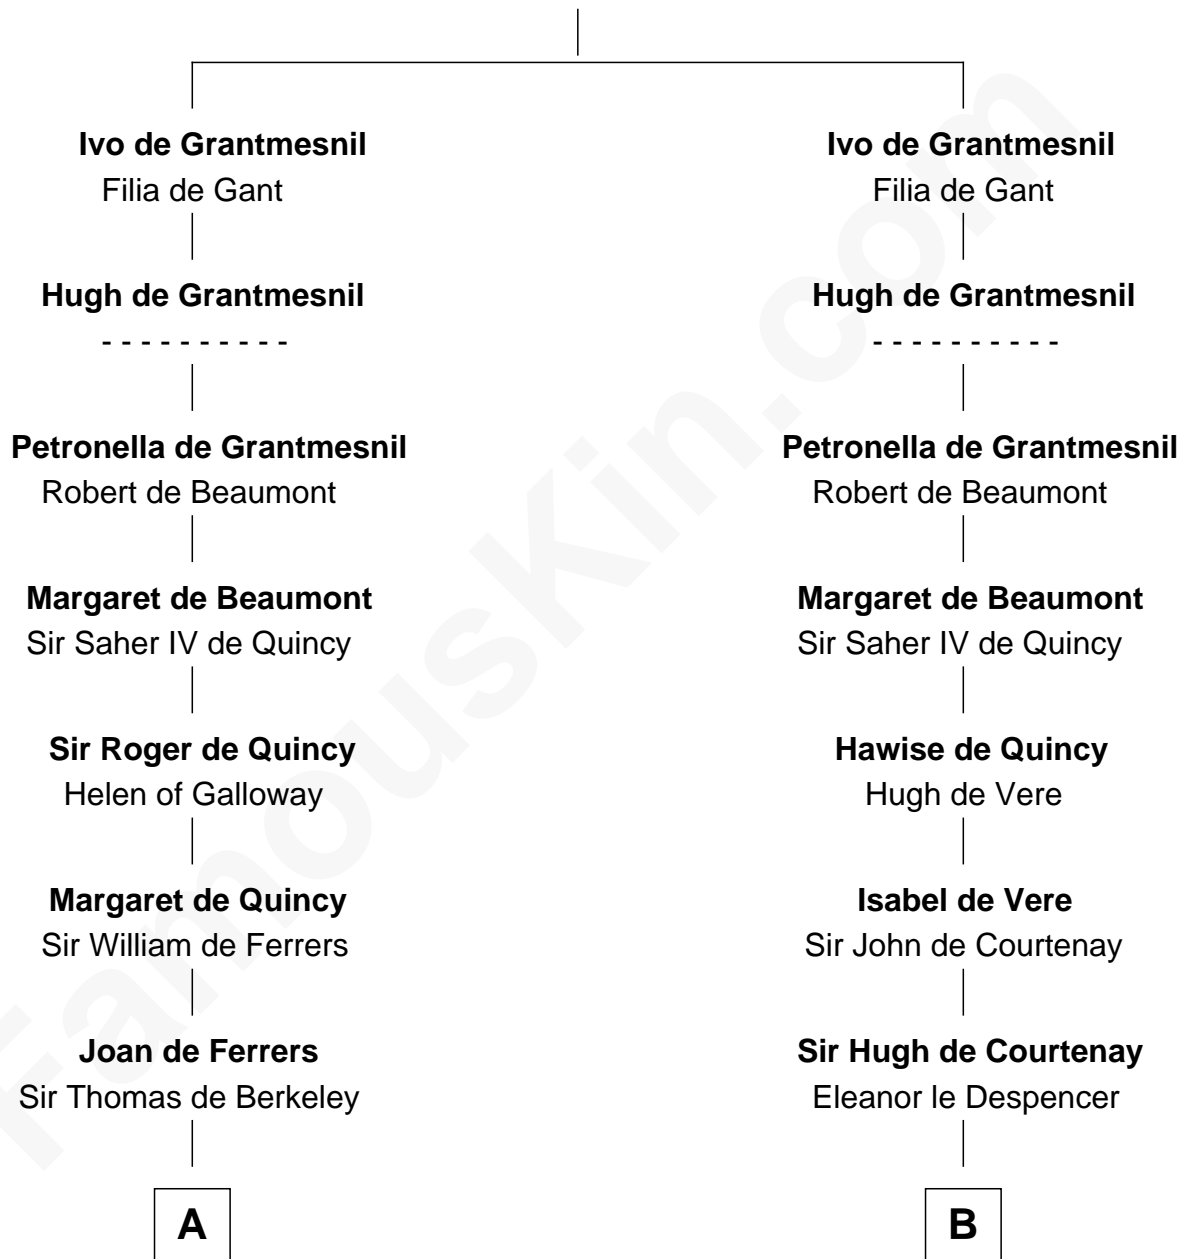 Ivo de Grantmesnil
Filia de Gant
Hugh de Grantmesnil
- - - - - - - - - -
Petronella de Grantmesnil
Robert de Beaumont
Margaret de Beaumont
Sir Saher IV de Quincy
Sir Roger de Quincy
Helen of Galloway
Margaret de Quincy
Sir William de Ferrers
Joan de Ferrers
Sir Thomas de Berkeley
A
Ivo de Grantmesnil
Filia de Gant
Hugh de Grantmesnil
- - - - - - - - - -
Petronella de Grantmesnil
Robert de Beaumont
Margaret de Beaumont
Sir Saher IV de Quincy
Hawise de Quincy
Hugh de Vere
Isabel de Vere
Sir John de Courtenay
Sir Hugh de Courtenay
Eleanor le Despencer
B
FamousKin.com